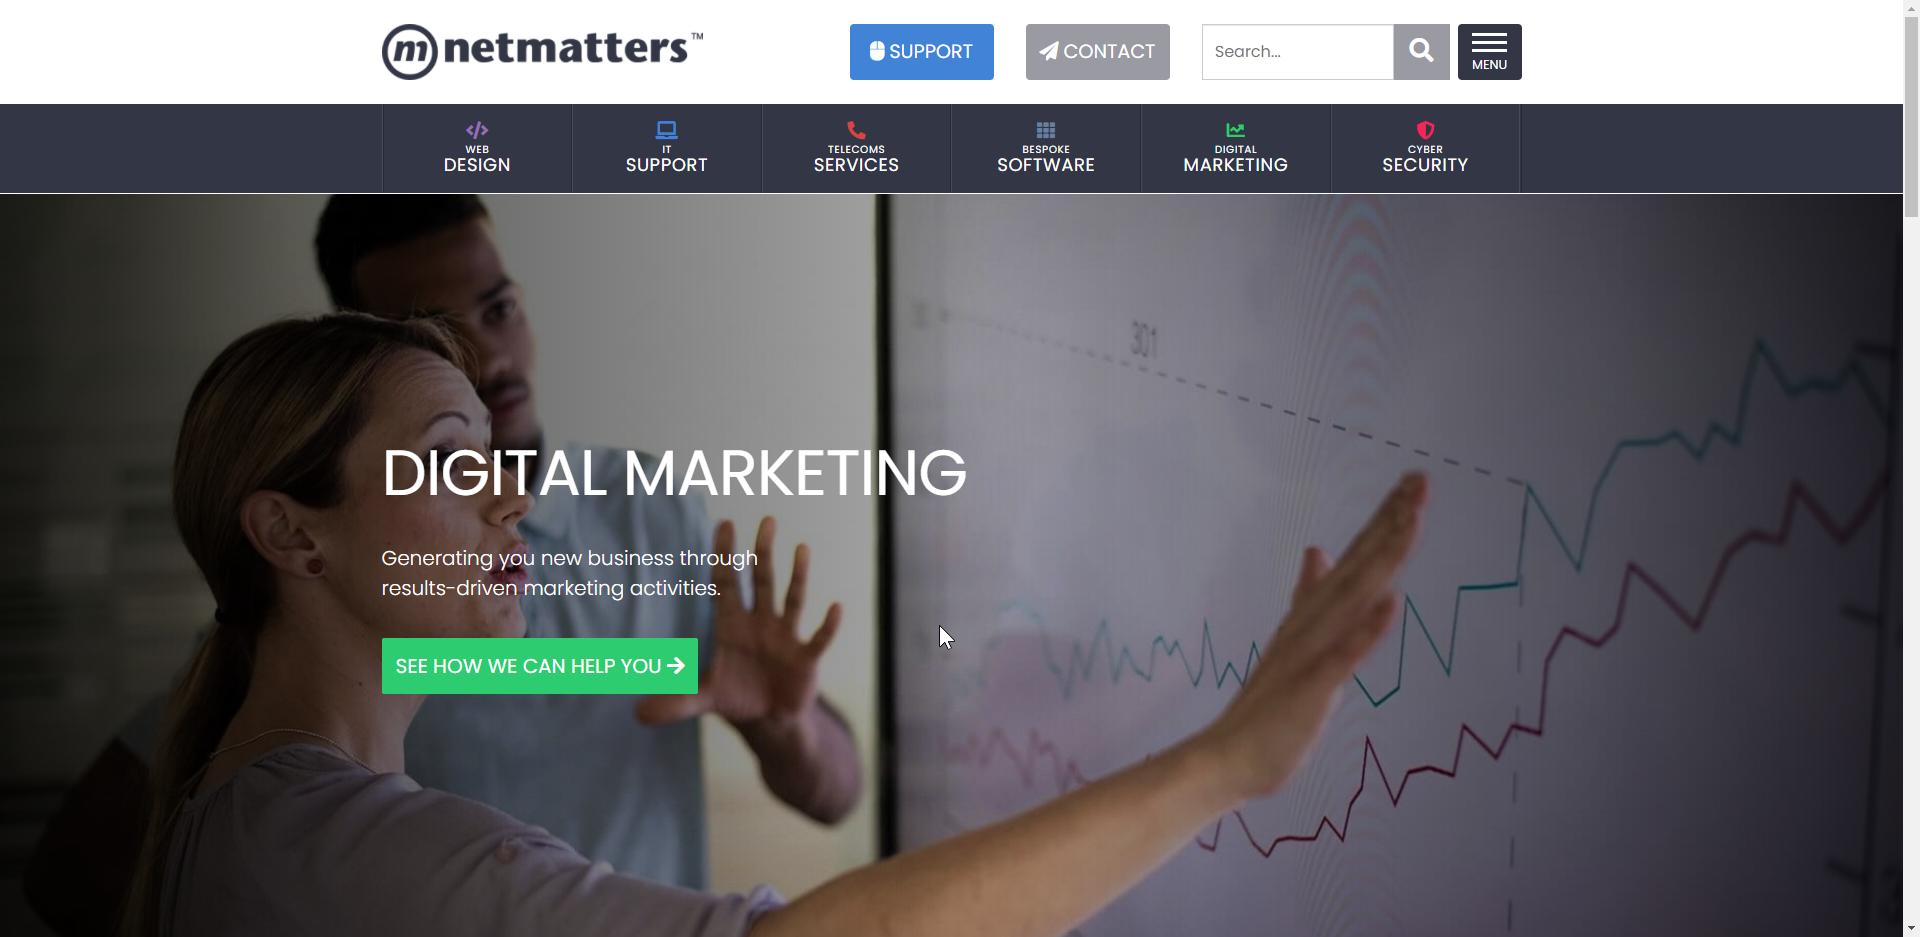 m netmatters™
SUPPORT
CONTACT
Search...
MENU
WEB
DESIGN
IT
SUPPORT
TELECOMS
SERVICES
BESPOKE
SOFTWARE
DIGITAL
MARKETING
CYBER
SECURITY
301
DIGITAL MARKETING
Generating you new business through
results-driven marketing activities.
SEE HOW WE CAN HELP YOU